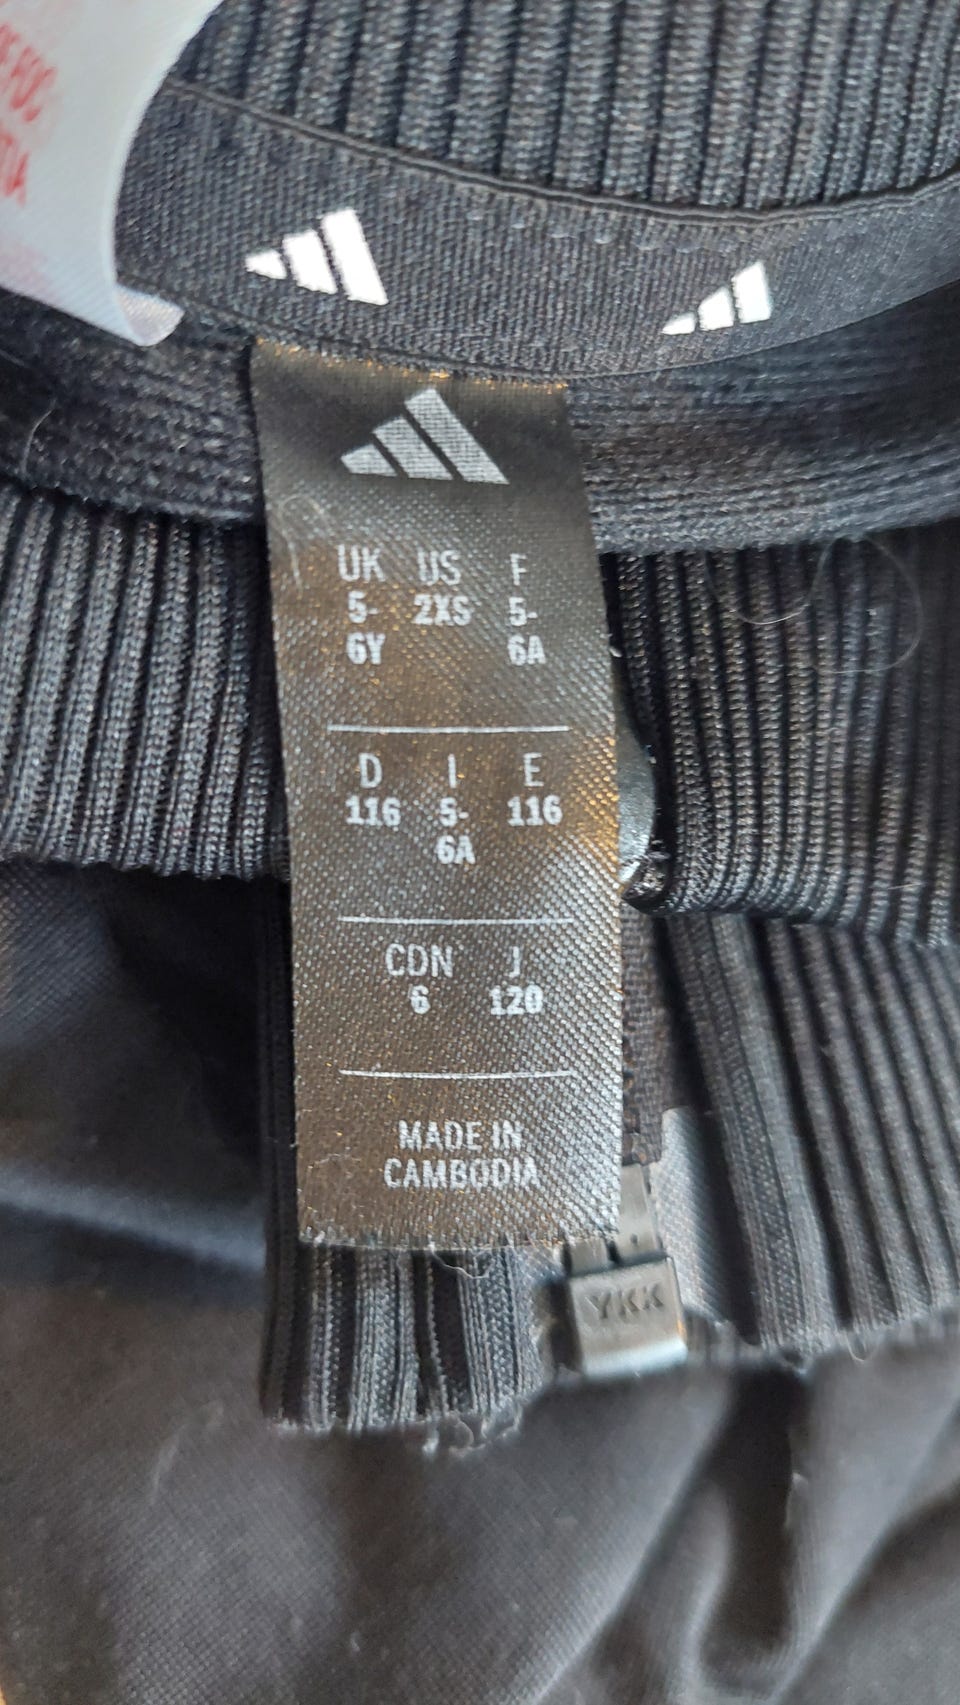 UK US F
5- 2XS 5-
6Y 6A
D I E
116 5- 116
6A
CDN J
6 120
MADE IN
CAMBODIA
YKK